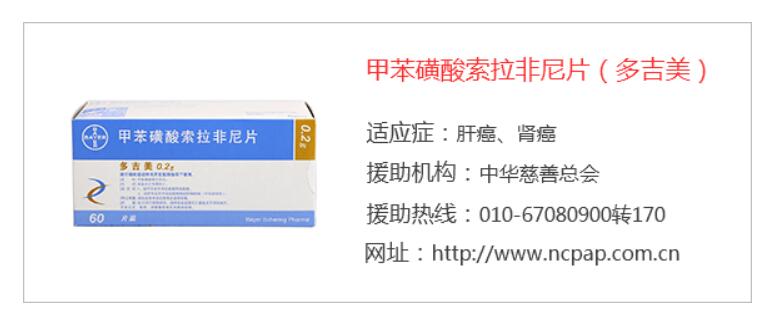 甲苯磺酸索拉非尼片（多吉美）
适应症：肝癌、肾癌
援助机构：中华慈善总会
援助热线：010-67080900转170
网址：http://www.ncpap.com.cn
BAYER
甲苯磺酸索拉非尼片
0.2g
多吉美 0.2g
60 片装
Bayer Schering Pharma